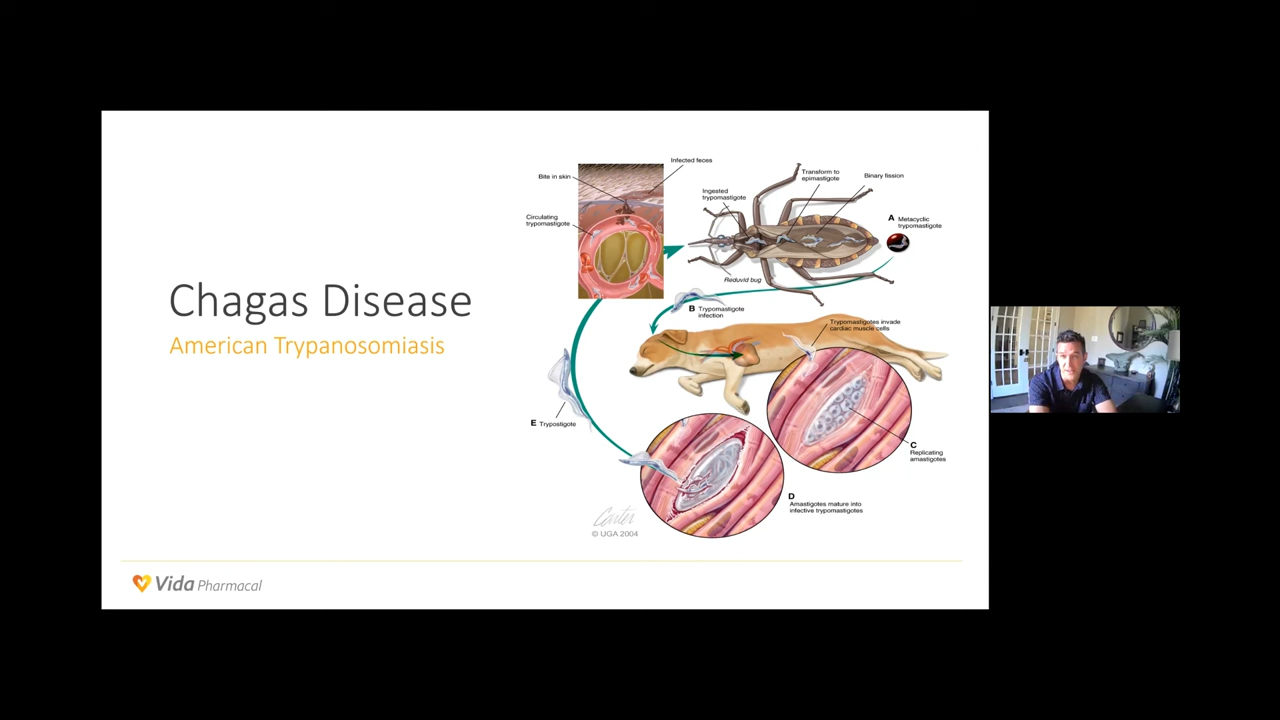 Chagas Disease
American Trypanosomiasis
Infected feces
Bite in skin
Circulating
trypomastigote
Ingested
trypomastigote
Transform to
epimastigote
Binary fission
A Metacyclic
trypomastigote
Reduvid bug
B Trypomastigote
infection
Trypomastigotes invade
cardiac muscle cells
C
Replicating
amastigotes
D
Amastigotes mature into
infective trypomastigotes
E Trypostigote
Carter
© UGA 2004
Vida Pharmacal